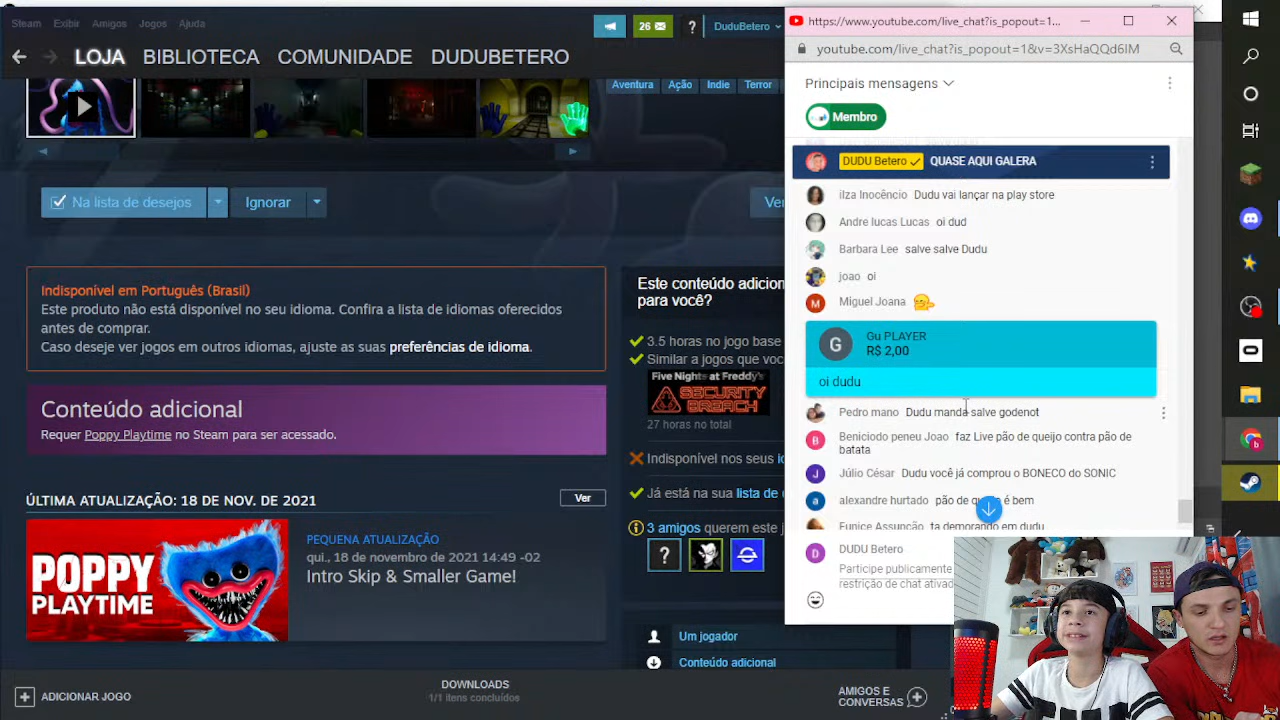 Steam Exibir Amigos Jogos Ajuda
26
?
DuduBetero
LOJA BIBLIOTECA COMUNIDADE DUDUBETERO
Aventura Ação Indie Terror
Na lista de desejos
Ignorar
Indisponível em Português (Brasil)
Este produto não está disponível no seu idioma. Confira a lista de idiomas oferecidos
antes de comprar.
Caso deseje ver jogos em outros idiomas, ajuste as suas preferências de idioma.
Conteúdo adicional
Requer Poppy Playtime no Steam para ser acessado.
ÚLTIMA ATUALIZAÇÃO: 18 DE NOV. DE 2021
Ver
POPPY
PLAYTIME
PEQUENA ATUALIZAÇÃO
qui., 18 de novembro de 2021 14:49 -02
Intro Skip & Smaller Game!
Este conteúdo adicion
para você?
3.5 horas no jogo base
Similar a jogos que voc
Five Nights at Freddy's
SECURITY
BREACH
27 horas no total
Indisponível nos seus
Já está na sua lista de
3 amigos querem este j
?
Um jogador
Conteúdo adicional
ADICIONAR JOGO
DOWNLOADS
1/1 itens concluídos
AMIGOS E
CONVERSAS
https://www.youtube.com/live_chat?is_popout=1...
youtube.com/live_chat?is_popout=1&v=3XsHaQQd6IM
Principais mensagens
Membro
DUDU Betero QUASE AQUI GALERA
ilza Inocêncio Dudu vai lançar na play store
Andre lucas Lucas oi dud
Barbara Lee salve salve Dudu
joao oi
M Miguel Joana
G Gu PLAYER
R$ 2,00
oi dudu
Pedro mano Dudu manda salve godenot
B Beniciodo peneu Joao faz Live pão de queijo contra pão de
batata
J Júlio César Dudu você já comprou o BONECO do SONIC
a alexandre hurtado pão de é bem
Eunice Assunção ta demorando em dudu
D DUDU Betero
Participe publicamente
restrição de chat ativad